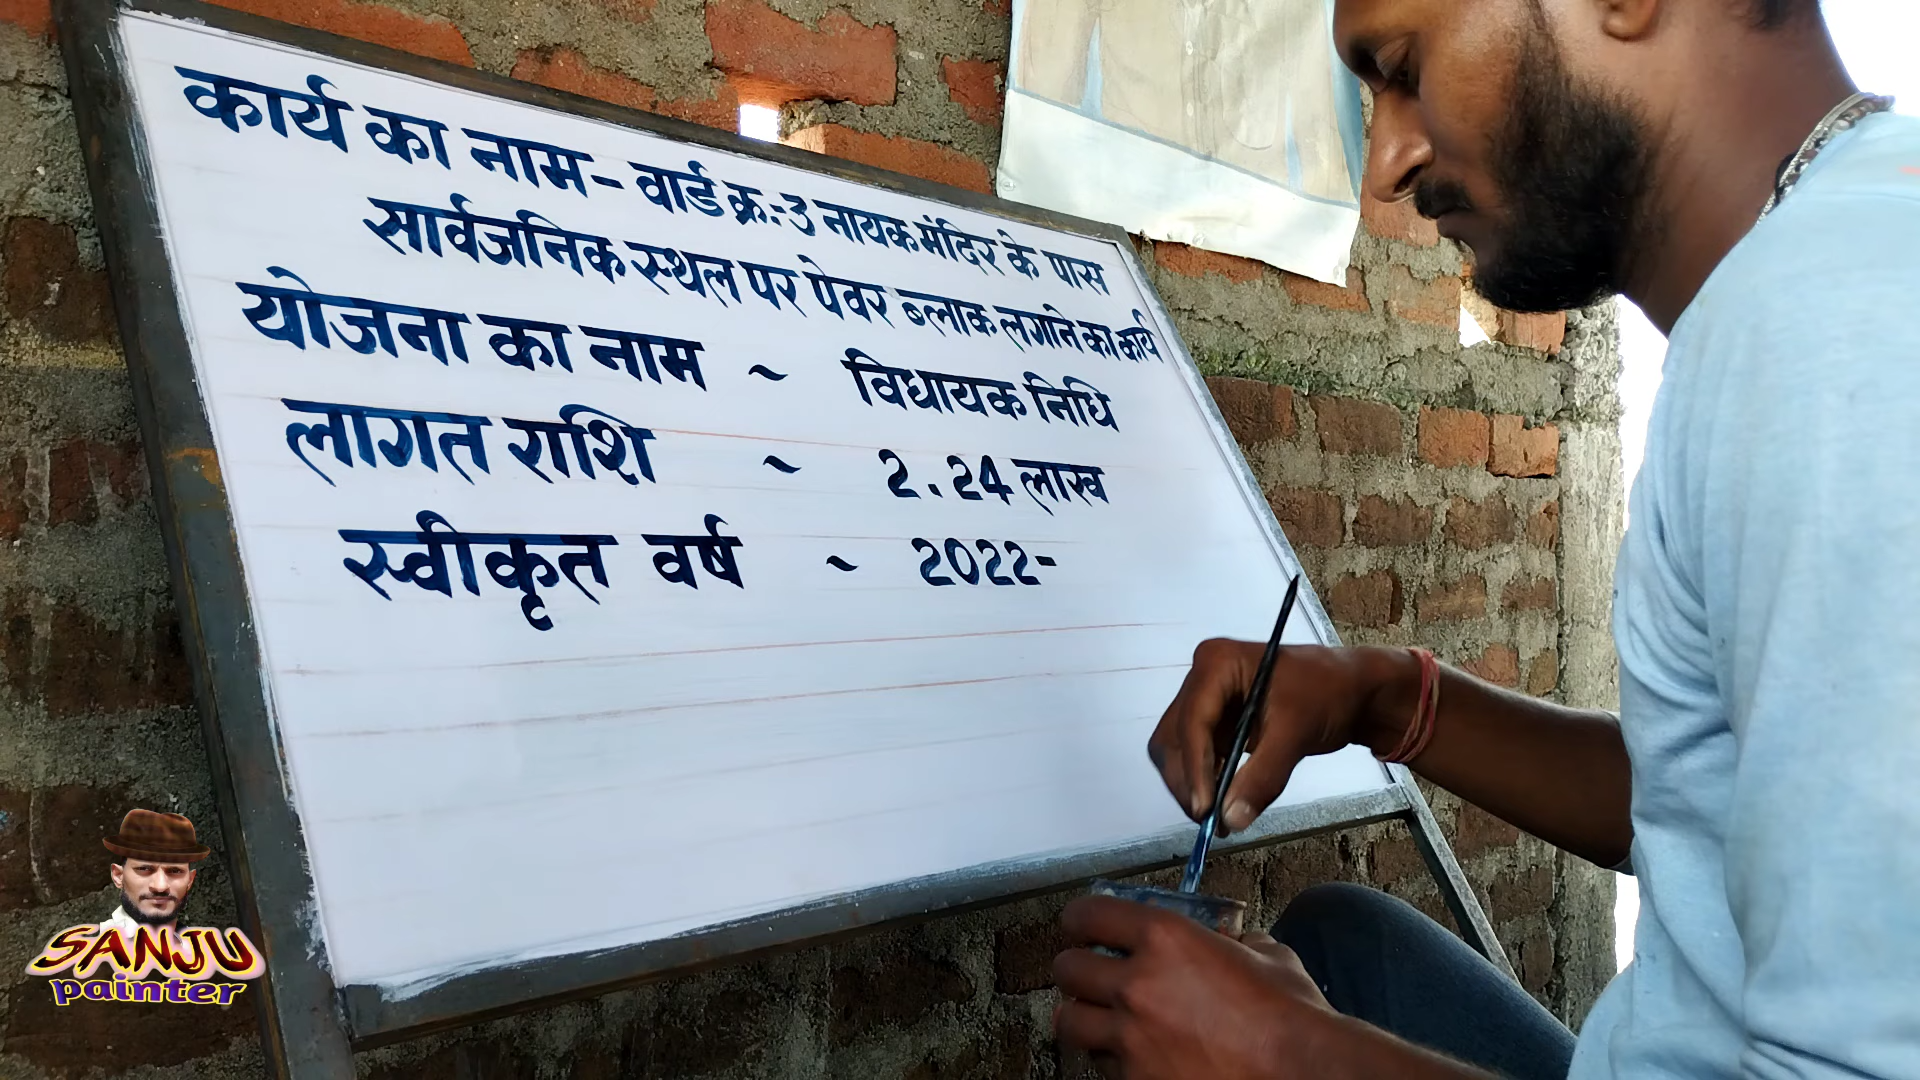 कार्य का नाम- वार्ड क्र.:-3 नायक मंदिर के पास
सार्वजनिक स्थल पर पेवर ब्लाक लगाने का कार्य
योजना का नाम ~ विधायक निधि
लागत राशि ~ 2.24 लाख
स्वीकृत वर्ष ~ 2022-
SANJU
painter